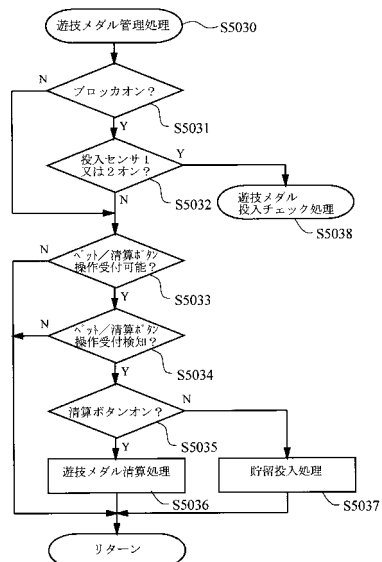 遊技メダル管理処理
S5030
N
ブロッカオン？
S5031
Y
投入センサ1
又は2オン？
Y
S5032
N
遊技メダル
投入チェック処理
S5038
N
ベット／清算ボタン
操作受付可能？
S5033
Y
N
ベット／清算ボタン
操作受付検知？
S5034
Y
清算ボタンオン？
N
S5035
Y
遊技メダル清算処理
貯留投入処理
S5036
S5037
リターン